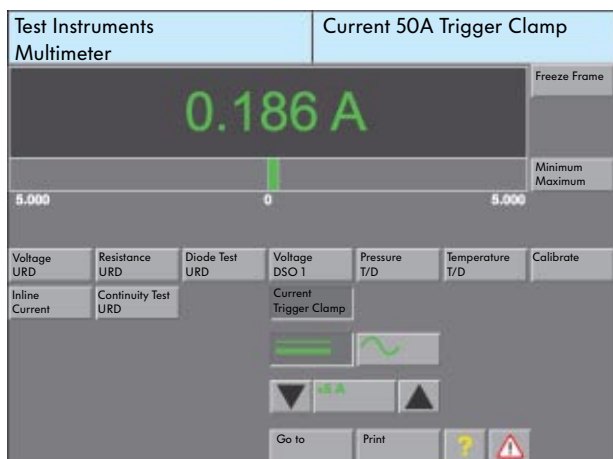 Test Instruments
Multimeter
Current 50A Trigger Clamp
Freeze Frame
0.186 A
Minimum
Maximum
5.000 0 5.000
Voltage
URD
Resistance
URD
Diode Test
URD
Voltage
DSO 1
Pressure
T/D
Temperature
T/D
Calibrate
Inline
Current
Continuity Test
URD
Current
Trigger Clamp
±5 A
Go to
Print
?
!